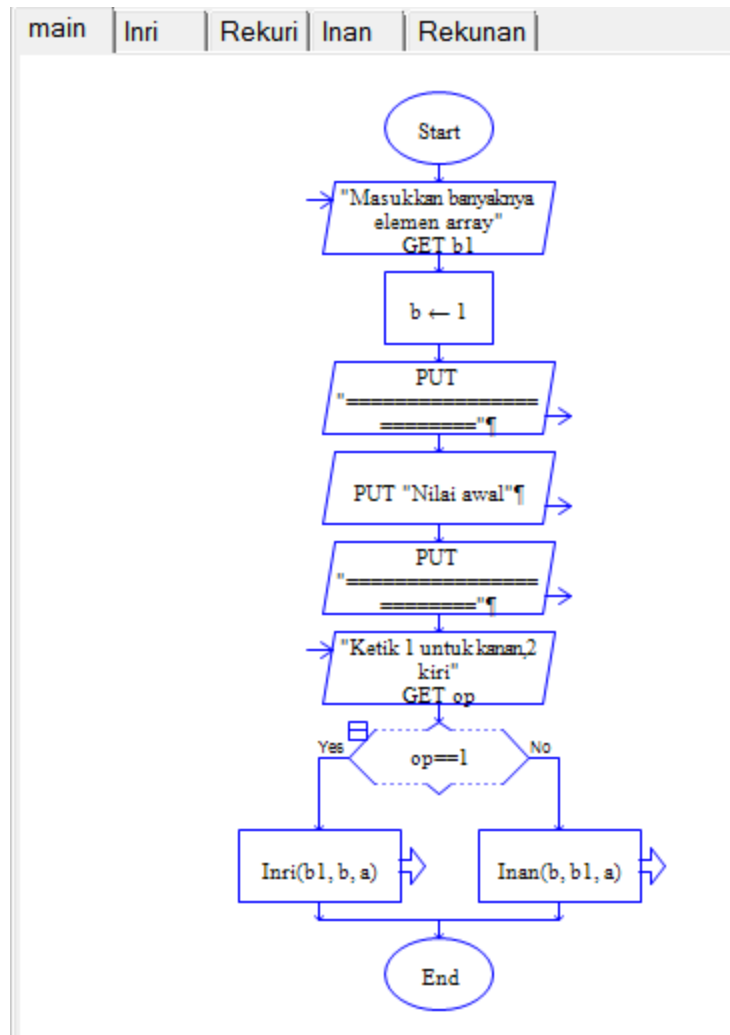 main Inri Rekuri Inan Rekunan
Start
"Masukkan banyaknya
elemen array"
GET b1
b ← 1
PUT
"================
========"¶
PUT "Nilai awal"¶
PUT
"================
========"¶
"Ketik 1 untuk kanan,2
kiri"
GET op
Yes op==1 No
Inri(b1, b, a) Inan(b, b1, a)
End